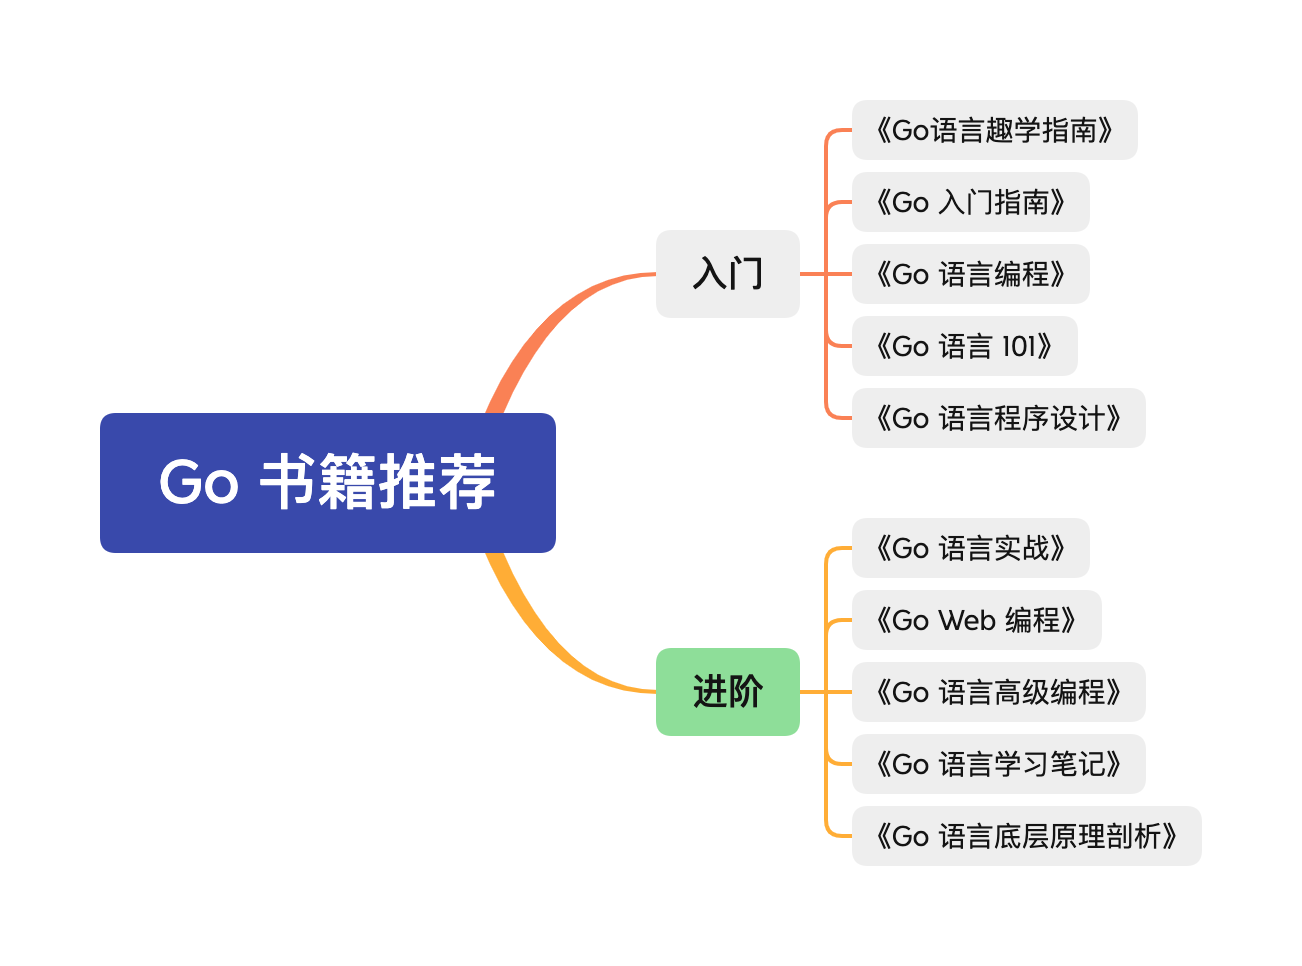 Go 书籍推荐
入门
《Go语言趣学指南》
《Go 入门指南》
《Go 语言编程》
《Go 语言 101》
《Go 语言程序设计》
进阶
《Go 语言实战》
《Go Web 编程》
《Go 语言高级编程》
《Go 语言学习笔记》
《Go 语言底层原理剖析》